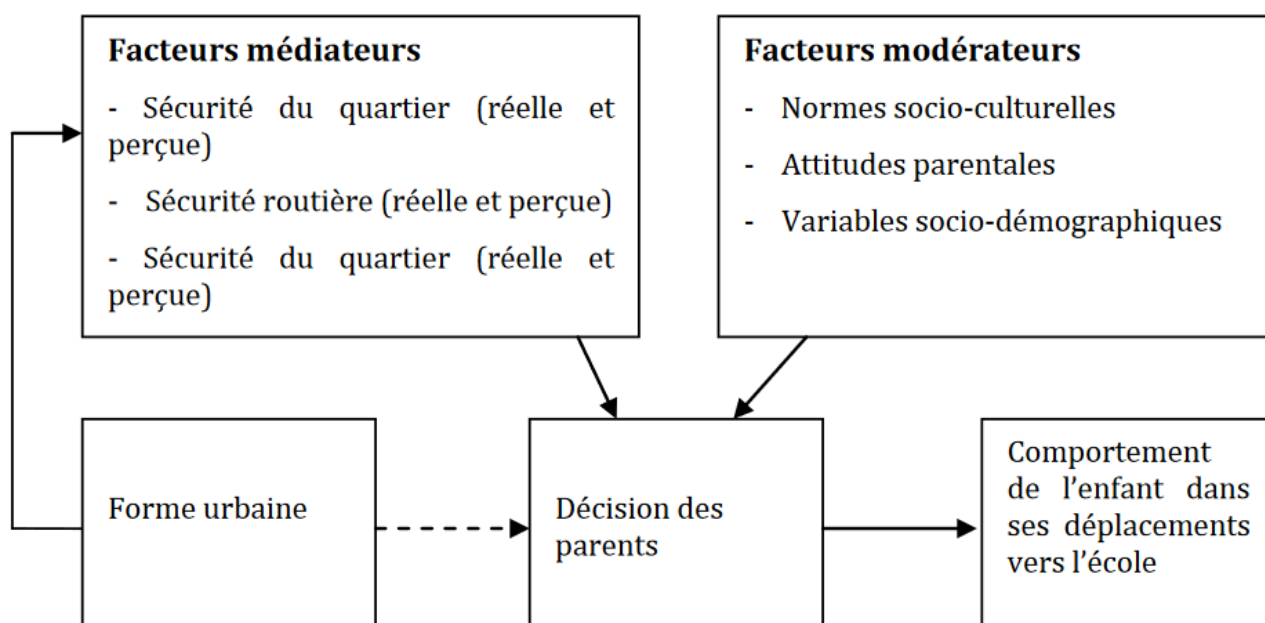 Facteurs médiateurs
- Sécurité du quartier (réelle et
perçue)
- Sécurité routière (réelle et perçue)
- Sécurité du quartier (réelle et
perçue)
Facteurs modérateurs
- Normes socio-culturelles
- Attitudes parentales
- Variables socio-démographiques
Forme urbaine
Décision des
parents
Comportement
de l'enfant dans
ses déplacements
vers l'école